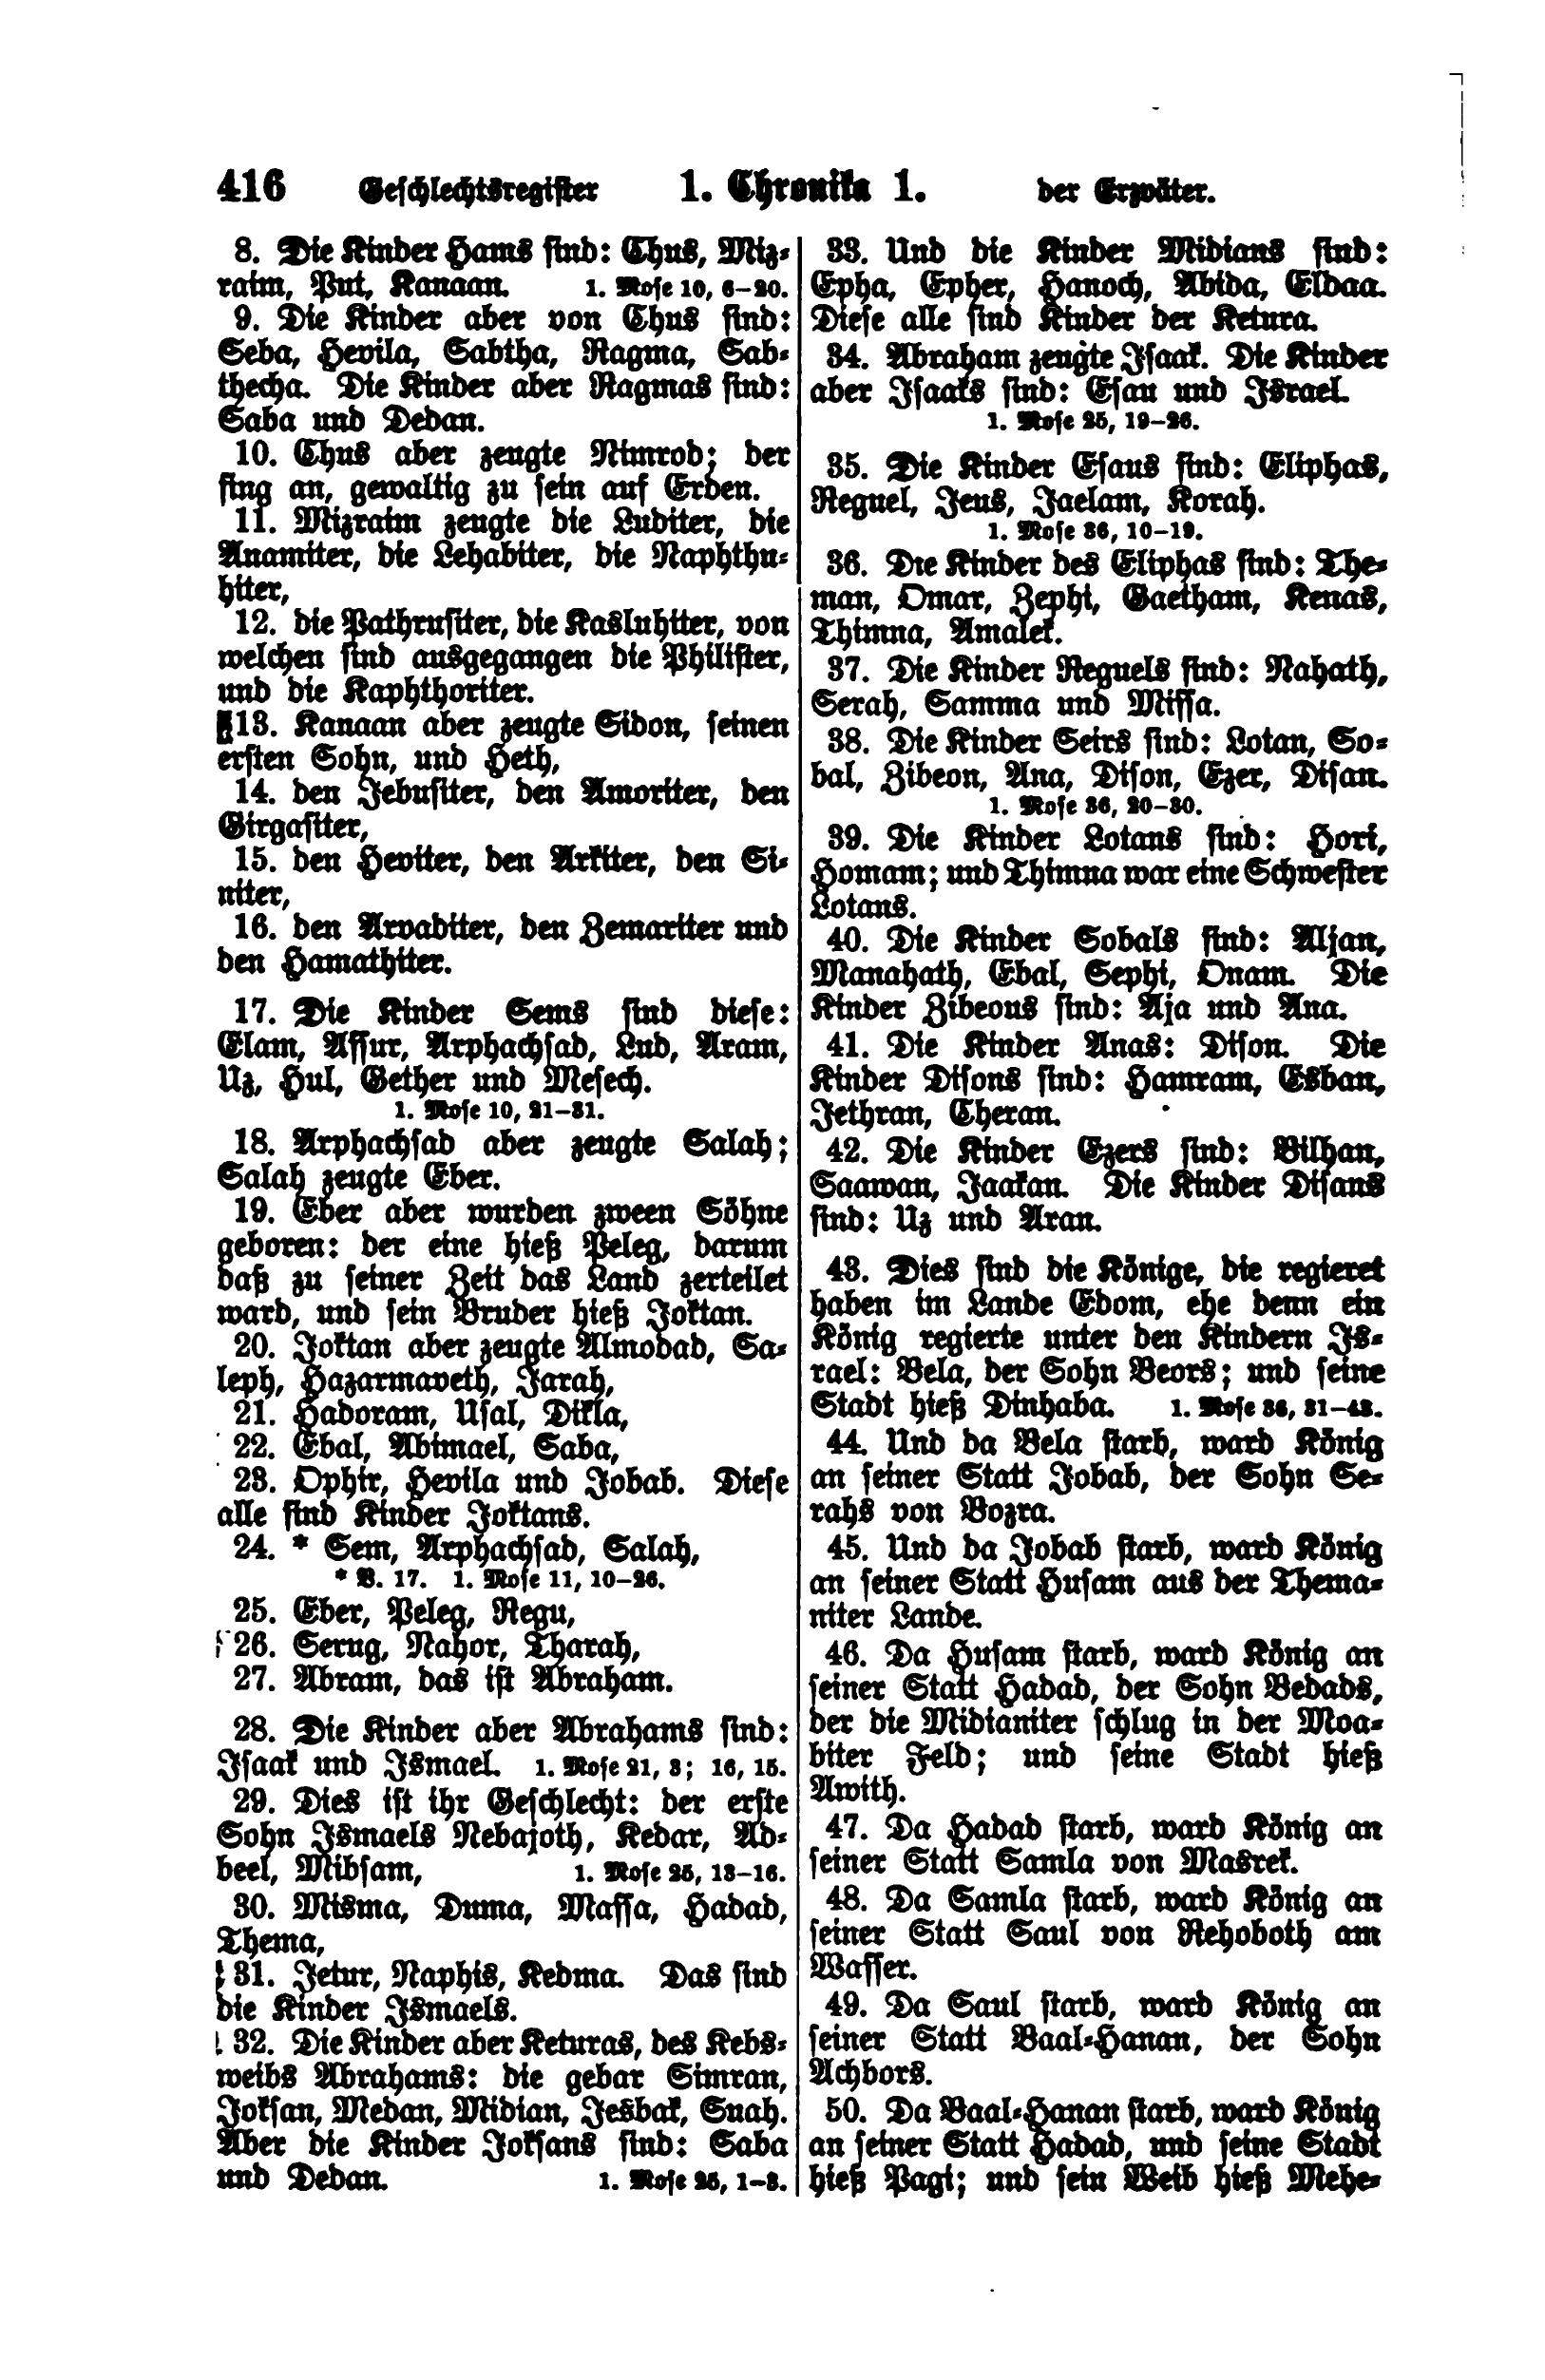 416 Geschlechtsregister 1. Chronika 1. der Erzväter.
8. Die Kinder Hams sind: Chus, Miz-
raim, Put, Kanaan. 1. Mose 10, 6–20.
9. Die Kinder aber von Chus sind:
Seba, Hevila, Sabtha, Ragma, Sab-
thecha. Die Kinder aber Ragmas sind:
Saba und Dedan.
10. Chus aber zeugte Nimrod; der
fing an, gewaltig zu sein auf Erden.
11. Mizraim zeugte die Luditer, die
Anamiter, die Lehabiter, die Naphthu-
hiter,
12. die Pathrusiter, die Kasluhiter, von
welchen sind ausgegangen die Philister,
und die Kaphthoriter.
13. Kanaan aber zeugte Sidon, seinen
ersten Sohn, und Heth,
14. den Jebusiter, den Amoriter, den
Girgasiter,
15. den Heviter, den Arkiter, den Si-
niter,
16. den Arvaditer, den Zemariter und
den Hamathiter.
17. Die Kinder Sems sind diese:
Elam, Assur, Arphachsad, Lud, Aram,
Uz, Hul, Gether und Mesech.
1. Mose 10, 21–31.
18. Arphachsad aber zeugte Salah;
Salah zeugte Eber.
19. Eber aber wurden zween Söhne
geboren: der eine hieß Peleg, darum
daß zu seiner Zeit das Land zerteilet
ward, und sein Bruder hieß Joktan.
20. Joktan aber zeugte Almodad, Sa-
leph, Hazarmaveth, Jarah,
21. Hadoram, Usal, Dikla,
22. Ebal, Abimael, Saba,
23. Ophir, Hevila und Jobab. Diese
alle sind Kinder Joktans.
24. * Sem, Arphachsad, Salah,
* V. 17. 1. Mose 11, 10–26.
25. Eber, Peleg, Regu,
26. Serug, Nahor, Tharah,
27. Abram, das ist Abraham.
28. Die Kinder aber Abrahams sind:
Isaak und Ismael. 1. Mose 21, 3; 16, 15.
29. Dies ist ihr Geschlecht: der erste
Sohn Ismaels Nebajoth, Kedar, Ad-
beel, Mibsam, 1. Mose 25, 13–16.
30. Misma, Duma, Massa, Hadad,
Thema,
31. Jetur, Naphis, Kedma. Das sind
die Kinder Ismaels.
32. Die Kinder aber Keturas, des Kebs-
weibs Abrahams: die gebar Simran,
Joksan, Medan, Midian, Jesbak, Suah.
Aber die Kinder Joksans sind: Saba
und Dedan. 1. Mose 25, 1–3.
33. Und die Kinder Midians sind:
Epha, Epher, Hanoch, Abida, Eldaa.
Diese alle sind Kinder der Ketura.
34. Abraham zeugte Isaak. Die Kinder
aber Isaaks sind: Esau und Israel.
1. Mose 25, 19–26.
35. Die Kinder Esaus sind: Eliphas,
Reguel, Jeus, Jaelam, Korah.
1. Mose 36, 10–19.
36. Die Kinder des Eliphas sind: The-
man, Omar, Zephi, Gaetham, Kenas,
Thimna, Amalek.
37. Die Kinder Reguels sind: Nahath,
Serah, Samma und Missa.
38. Die Kinder Seirs sind: Lotan, So-
bal, Zibeon, Ana, Dison, Ezer, Disan.
1. Mose 36, 20–30.
39. Die Kinder Lotans sind: Hori,
Homam; und Thimna war eine Schwester
Lotans.
40. Die Kinder Sobals sind: Aljan,
Manahath, Ebal, Sephi, Onam. Die
Kinder Zibeons sind: Aja und Ana.
41. Die Kinder Anas: Dison. Die
Kinder Disons sind: Hamram, Esban,
Jethran, Cheran.
42. Die Kinder Ezers sind: Bilhan,
Saawan, Jaakan. Die Kinder Disans
sind: Uz und Aran.
43. Dies sind die Könige, die regieret
haben im Lande Edom, ehe denn ein
König regierte unter den Kindern Is-
rael: Bela, der Sohn Beors; und seine
Stadt hieß Dinhaba. 1. Mose 36, 31–43.
44. Und da Bela starb, ward König
an seiner Statt Jobab, der Sohn Se-
rahs von Bozra.
45. Und da Jobab starb, ward König
an seiner Statt Husam aus der Thema-
niter Lande.
46. Da Husam starb, ward König an
seiner Statt Hadad, der Sohn Bedads,
der die Midianiter schlug in der Moa-
biter Feld; und seine Stadt hieß
Awith.
47. Da Hadad starb, ward König an
seiner Statt Samla von Masrek.
48. Da Samla starb, ward König an
seiner Statt Saul von Rehoboth am
Wasser.
49. Da Saul starb, ward König an
seiner Statt Baal-Hanan, der Sohn
Achbors.
50. Da Baal-Hanan starb, ward König
an seiner Statt Hadad, und seine Stadt
hieß Pagi; und sein Weib hieß Mehe-